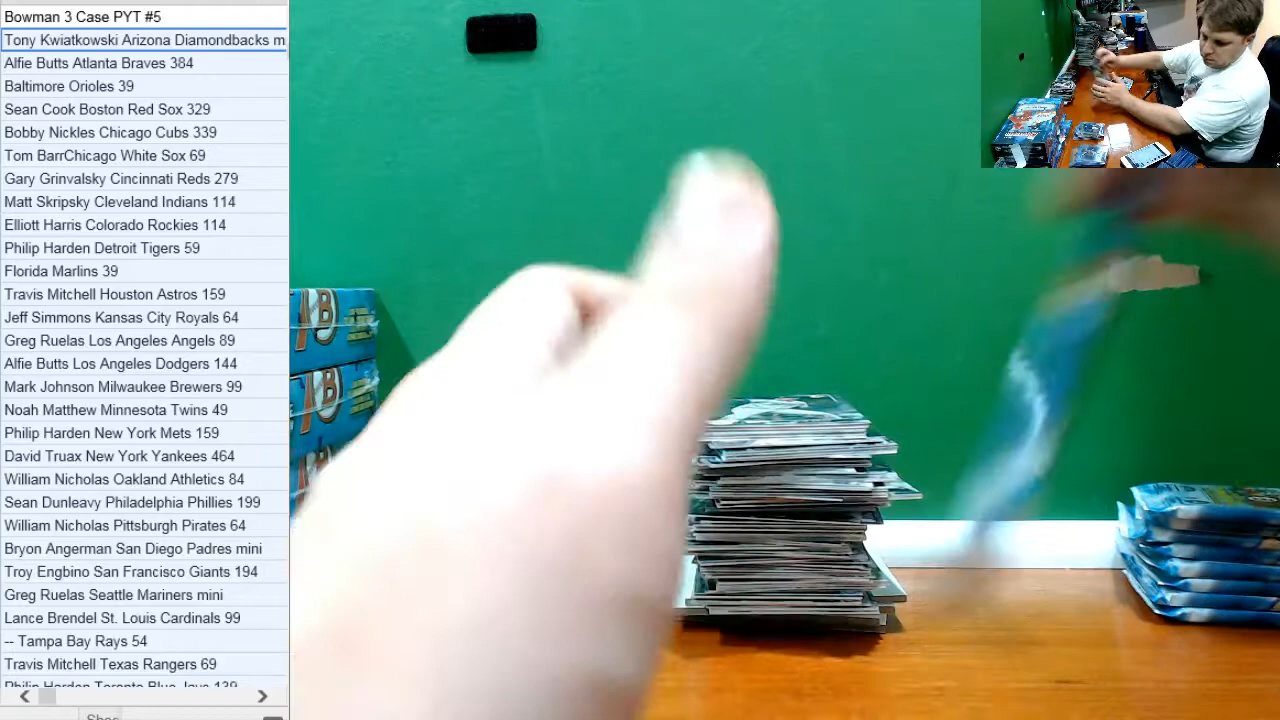 Bowman 3 Case PYT #5
Tony Kwiatkowski Arizona Diamondbacks m
Alfie Butts Atlanta Braves 384
Baltimore Orioles 39
Sean Cook Boston Red Sox 329
Bobby Nickles Chicago Cubs 339
Tom BarrChicago White Sox 69
Gary Grinvalsky Cincinnati Reds 279
Matt Skripsky Cleveland Indians 114
Elliott Harris Colorado Rockies 114
Philip Harden Detroit Tigers 59
Florida Marlins 39
Travis Mitchell Houston Astros 159
Jeff Simmons Kansas City Royals 64
Greg Ruelas Los Angeles Angels 89
Alfie Butts Los Angeles Dodgers 144
Mark Johnson Milwaukee Brewers 99
Noah Matthew Minnesota Twins 49
Philip Harden New York Mets 159
David Truax New York Yankees 464
William Nicholas Oakland Athletics 84
Sean Dunleavy Philadelphia Phillies 199
William Nicholas Pittsburgh Pirates 64
Bryon Angerman San Diego Padres mini
Troy Engbino San Francisco Giants 194
Greg Ruelas Seattle Mariners mini
Lance Brendel St. Louis Cardinals 99
-- Tampa Bay Rays 54
Travis Mitchell Texas Rangers 69
Philip Harden Toronto Blue Jays 139